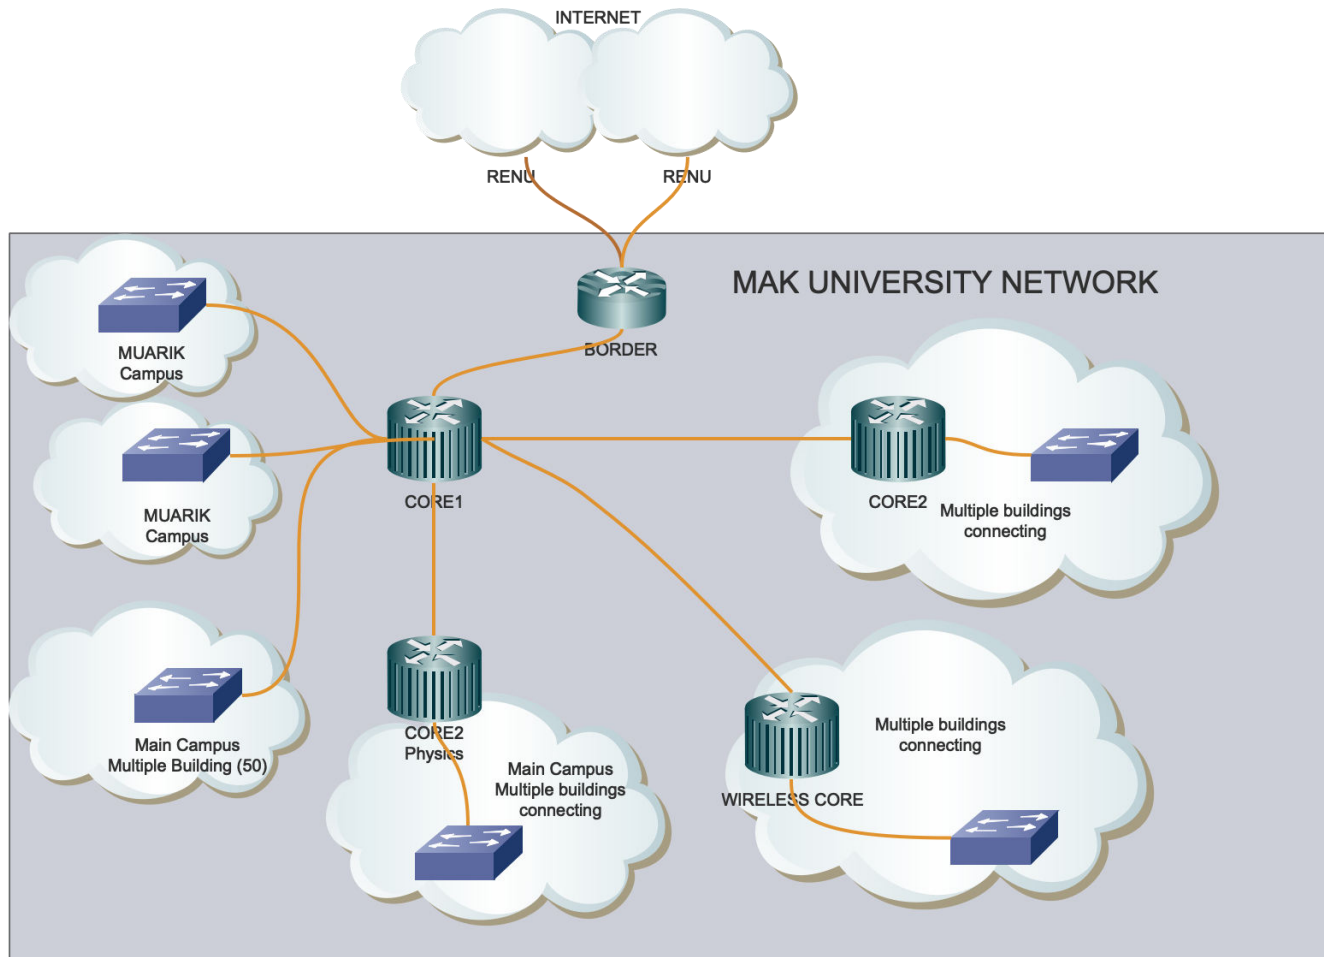 INTERNET
RENU
RENU
MAK UNIVERSITY NETWORK
BORDER
MUARIK
Campus
MUARIK
Campus
CORE1
CORE2
Multiple buildings
connecting
Main Campus
Multiple Building (50)
CORE2
Physics
Main Campus
Multiple buildings
connecting
WIRELESS CORE
Multiple buildings
connecting